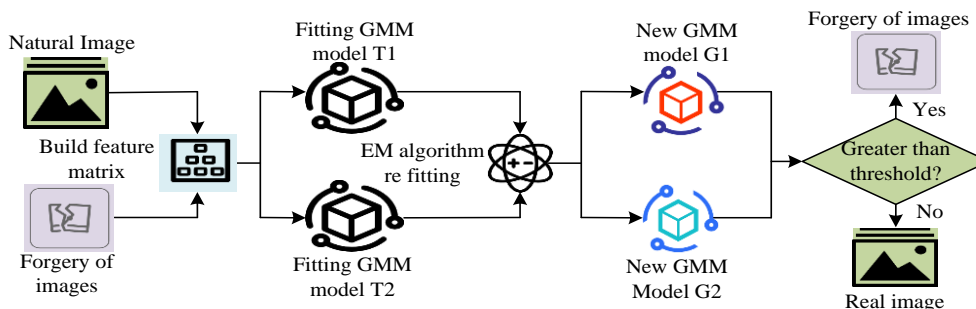 Natural Image
Build feature
matrix
Forgery of
images
Fitting GMM
model T1
Fitting GMM
model T2
EM algorithm
re fitting
New GMM
model G1
New GMM
Model G2
Forgery of images
Yes
Greater than
threshold?
No
Real image